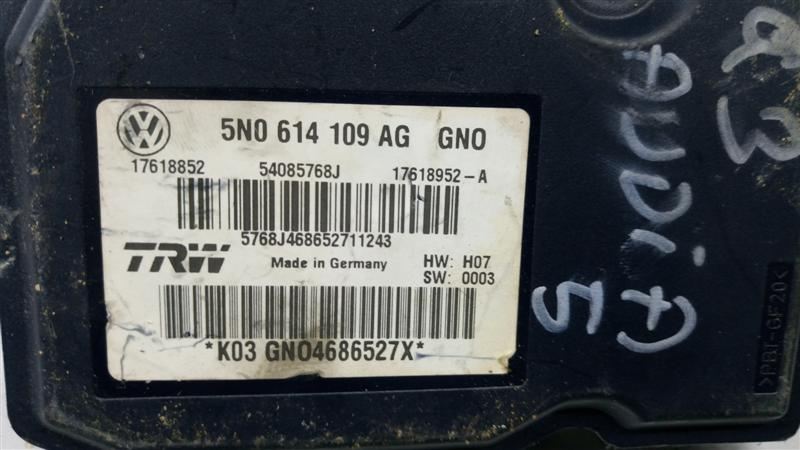 5N0 614 109 AG GNO
17618852 54085768J 17618952-A
5768J468652711243
TRW Made in Germany HW: H07
SW: 0003
*K03 GNO4686527X*
Q3
AUDiA
5
>PBT-GF20<